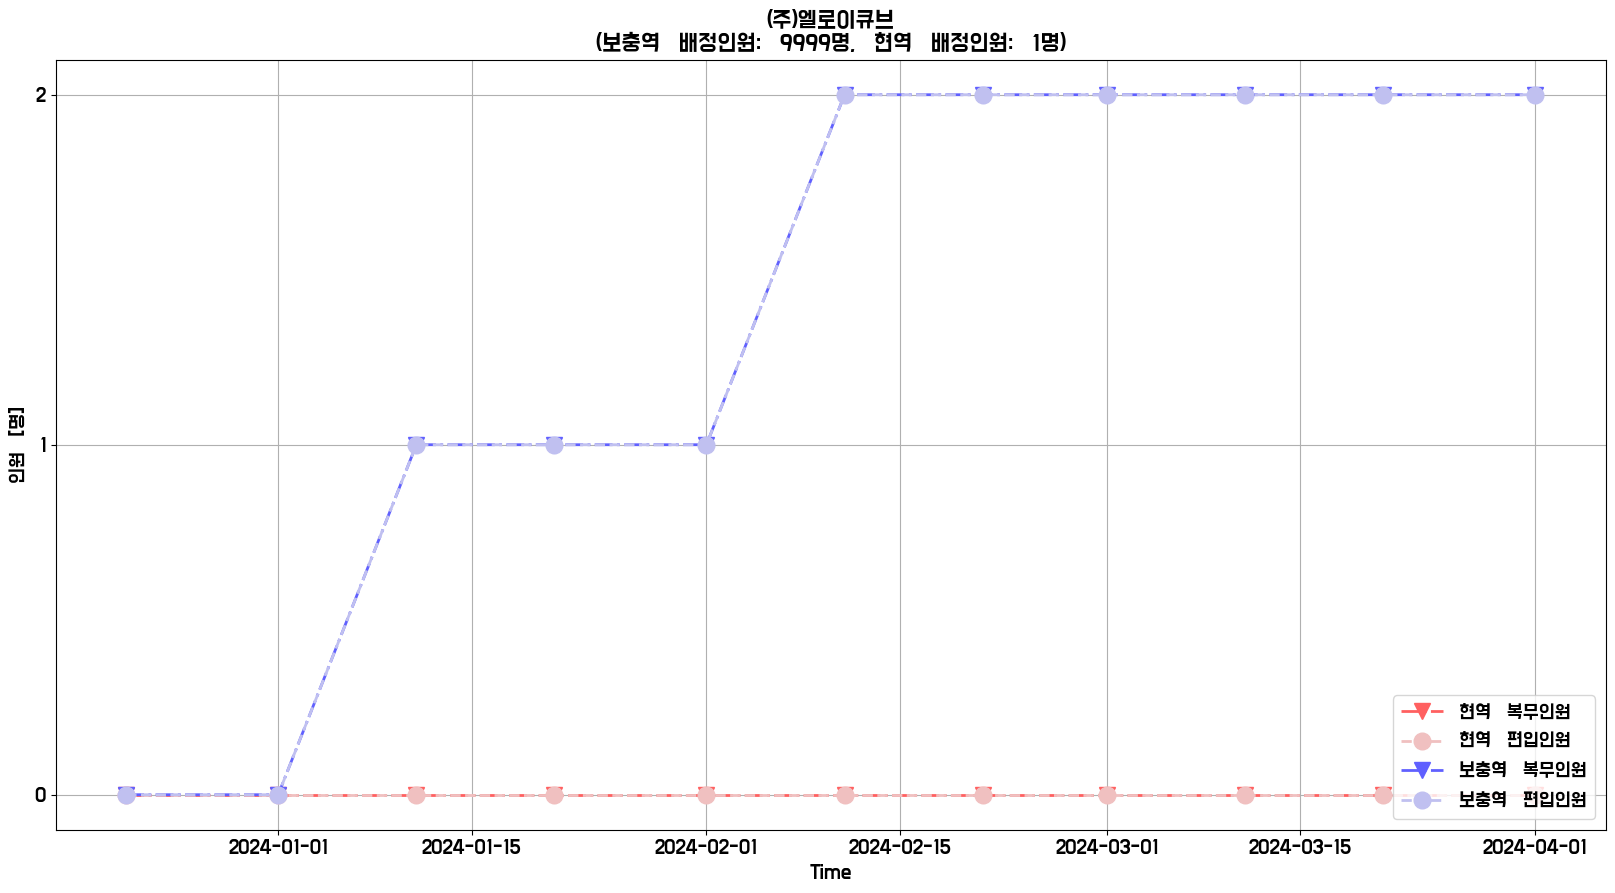 (주)엘로이큐브
(보충역 배정인원: 9999명, 현역 배정인원: 1명)
인원 [명]
2
1
0
현역 복무인원
현역 편입인원
보충역 복무인원
보충역 편입인원
2024-01-01
2024-01-15
2024-02-01
2024-02-15
2024-03-01
2024-03-15
2024-04-01
Time